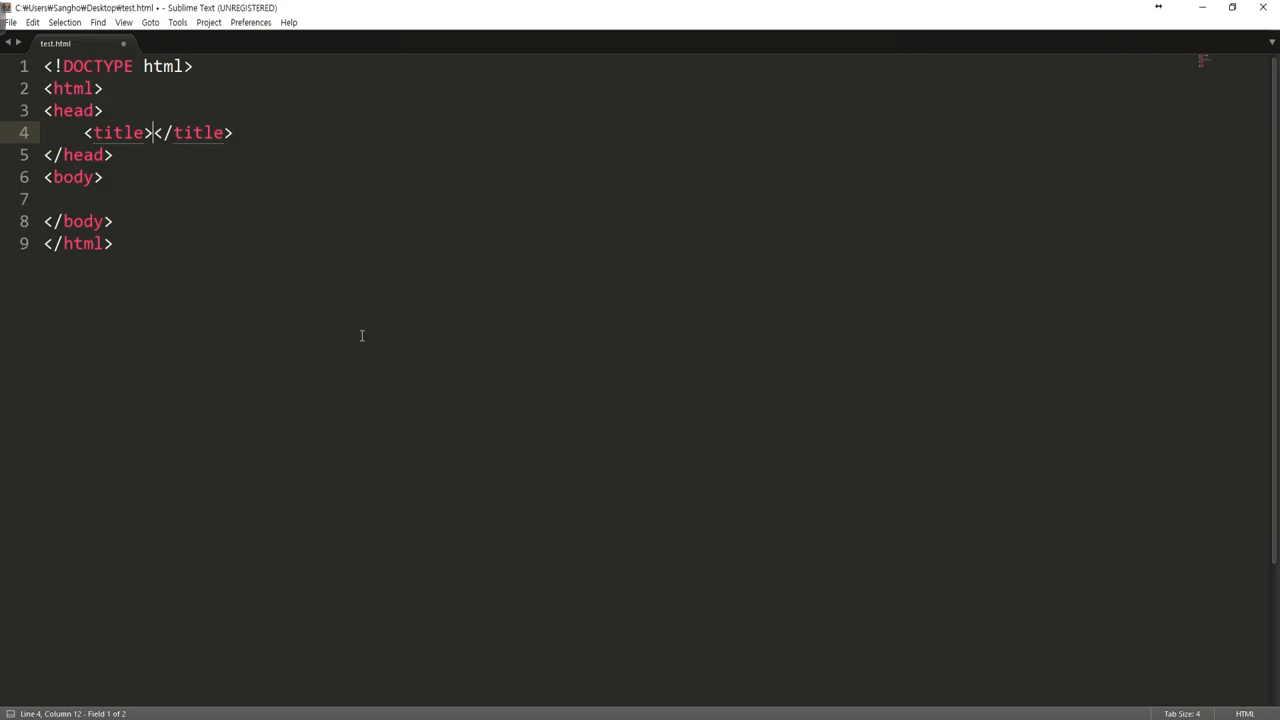 C:₩Users₩Sangho₩Desktop₩test.html • - Sublime Text (UNREGISTERED)
File Edit Selection Find View Goto Tools Project Preferences Help
test.html
1 <!DOCTYPE html>
2 <html>
3 <head>
4     <title></title>
5 </head>
6 <body>
7
8 </body>
9 </html>
Line 4, Column 12 - Field 1 of 2 Tab Size: 4 HTML